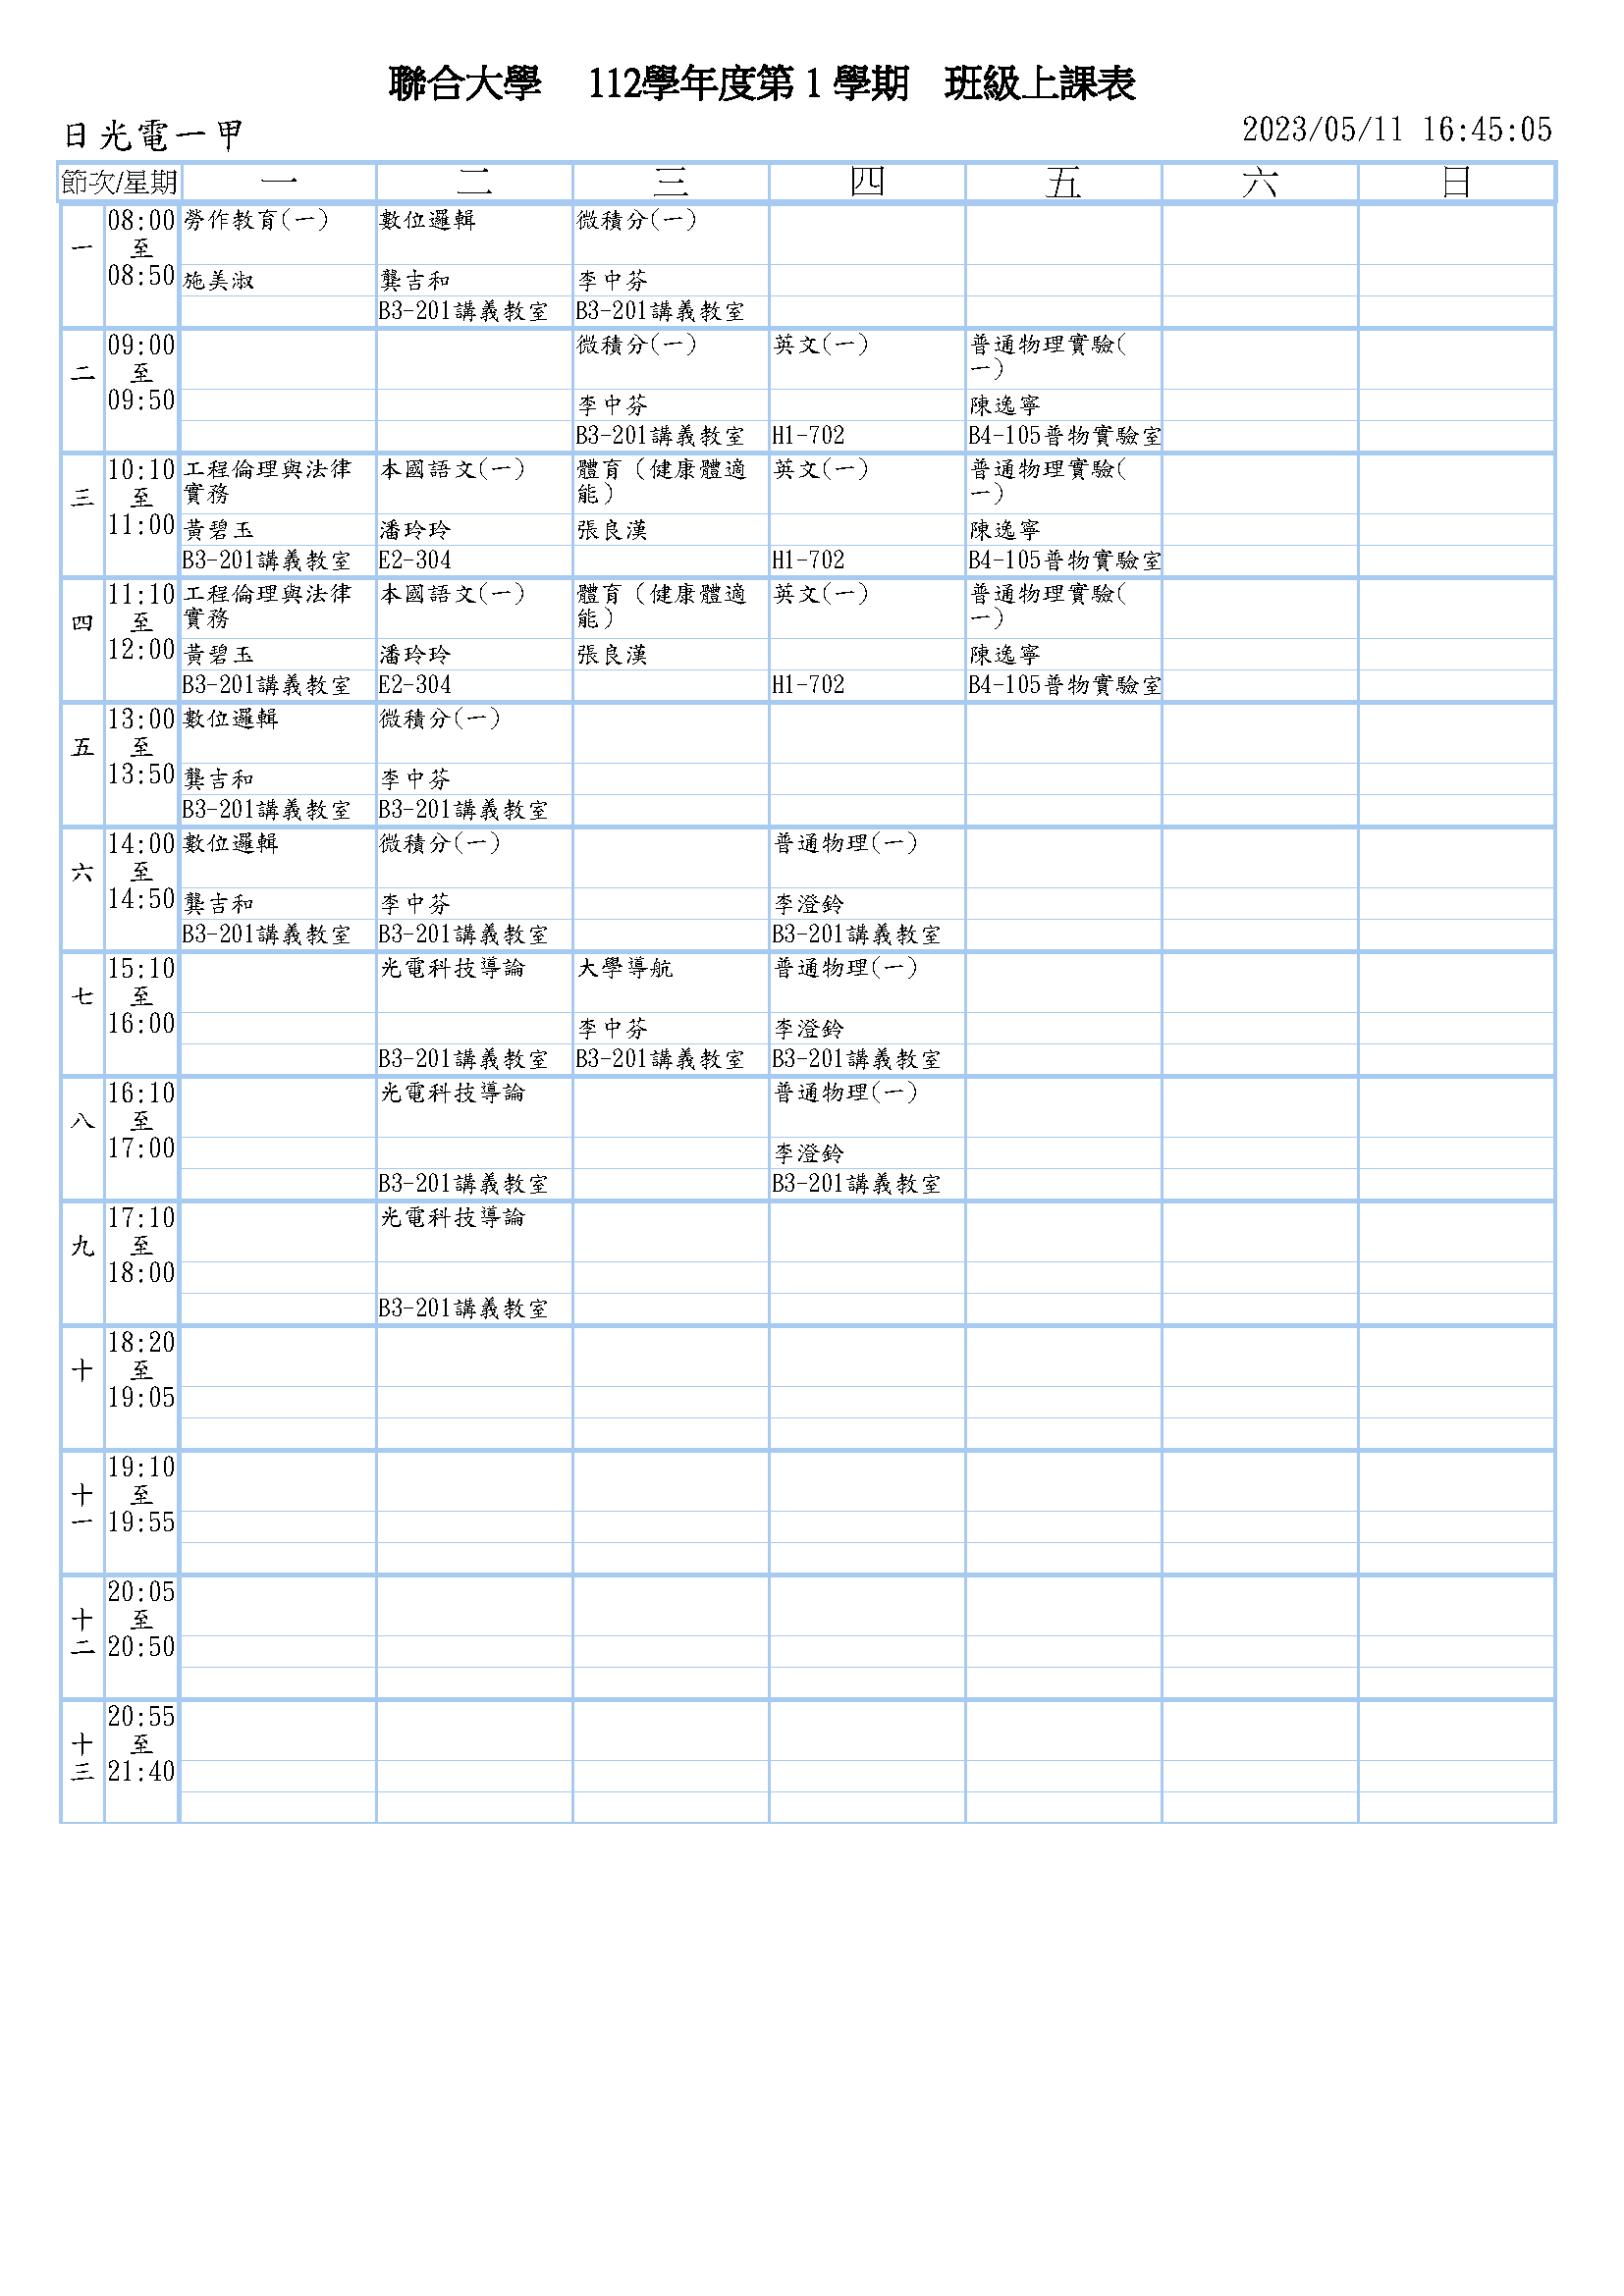 聯合大學 112學年度第 1 學期 班級上課表
日光電一甲 2023/05/11 16:45:05
節次/星期 一 二 三 四 五 六 日
08:00 勞作教育(一) 數位邏輯 微積分(一)
一 至
08:50 施美淑 龔吉和 李中芬
B3-201講義教室 B3-201講義教室
09:00 微積分(一) 英文(一) 普通物理實驗(
二 至 一)
09:50 李中芬 陳逸寧
B3-201講義教室 H1-702 B4-105普物實驗室
10:10 工程倫理與法律 本國語文(一) 體育（健康體適 英文(一) 普通物理實驗(
三 至 實務 能） 一)
11:00 黃碧玉 潘玲玲 張良漢 陳逸寧
B3-201講義教室 E2-304 H1-702 B4-105普物實驗室
11:10 工程倫理與法律 本國語文(一) 體育（健康體適 英文(一) 普通物理實驗(
四 至 實務 能） 一)
12:00 黃碧玉 潘玲玲 張良漢 陳逸寧
B3-201講義教室 E2-304 H1-702 B4-105普物實驗室
13:00 數位邏輯 微積分(一)
五 至
13:50 龔吉和 李中芬
B3-201講義教室 B3-201講義教室
14:00 數位邏輯 微積分(一) 普通物理(一)
六 至
14:50 龔吉和 李中芬 李澄鈴
B3-201講義教室 B3-201講義教室 B3-201講義教室
15:10 光電科技導論 大學導航 普通物理(一)
七 至
16:00 李中芬 李澄鈴
B3-201講義教室 B3-201講義教室 B3-201講義教室
16:10 光電科技導論 普通物理(一)
八 至
17:00 李澄鈴
B3-201講義教室 B3-201講義教室
17:10 光電科技導論
九 至
18:00
B3-201講義教室
18:20
十 至
19:05
19:10
十 至
一 19:55
20:05
十 至
二 20:50
20:55
十 至
三 21:40